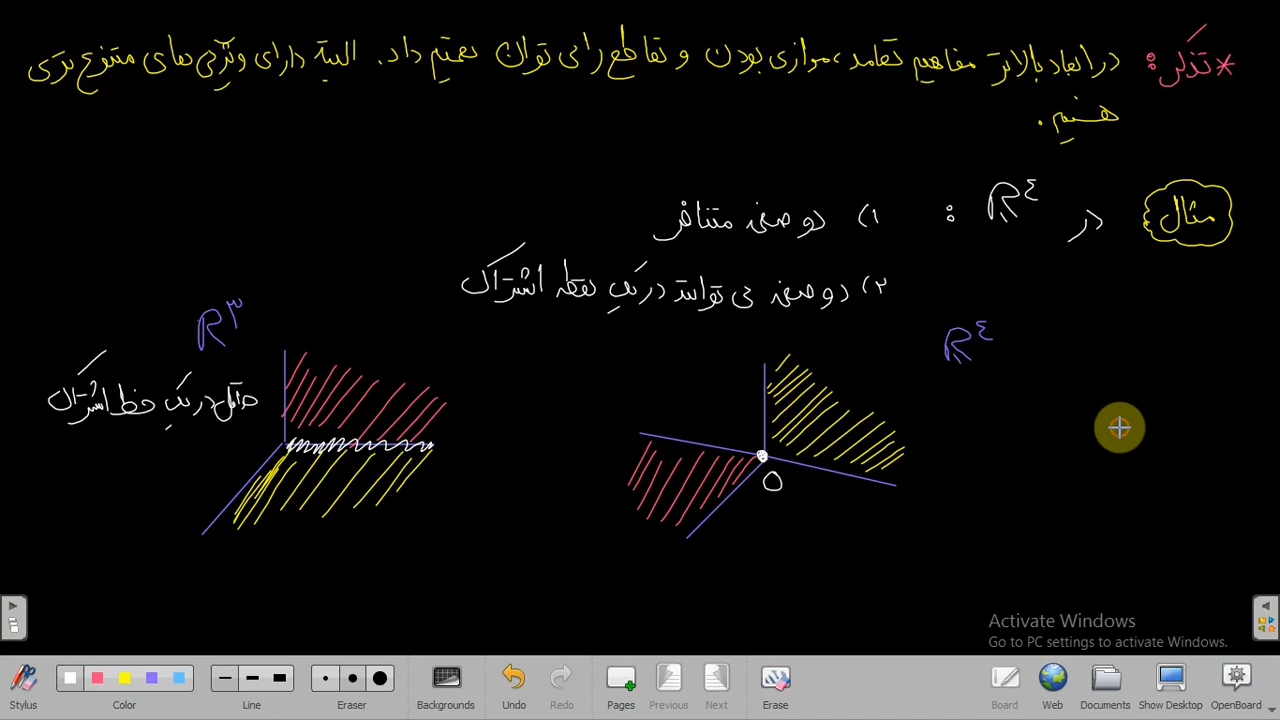 *تذکر: در ابعاد بالاتر مفاهیم تعامد، موازی بودن و تقاطع را می توان تعمیم داد. البته دارای ویژگی های متنوع تری
هستیم.
مثال در R⁴ : ۱) دو صفحه متنافر
۲) دو صفحه می توانند در یک نقطه اشتراک
R³
R⁴
حداقل در یک خط اشتراک
O
Activate Windows
Go to PC settings to activate Windows.
Stylus Color Line Eraser Backgrounds Undo Redo Pages Previous Next Erase Board Web Documents Show Desktop OpenBoard